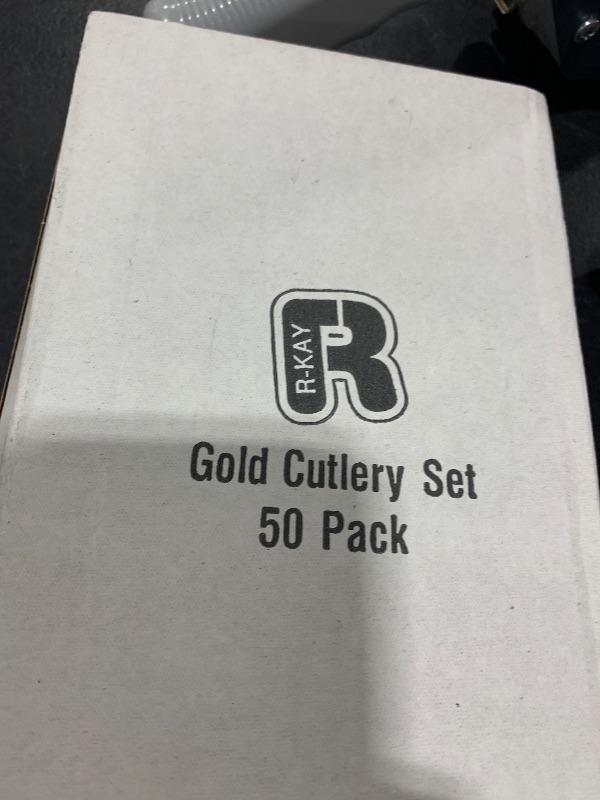 R-KAY
R
Gold Cutlery Set
50 Pack